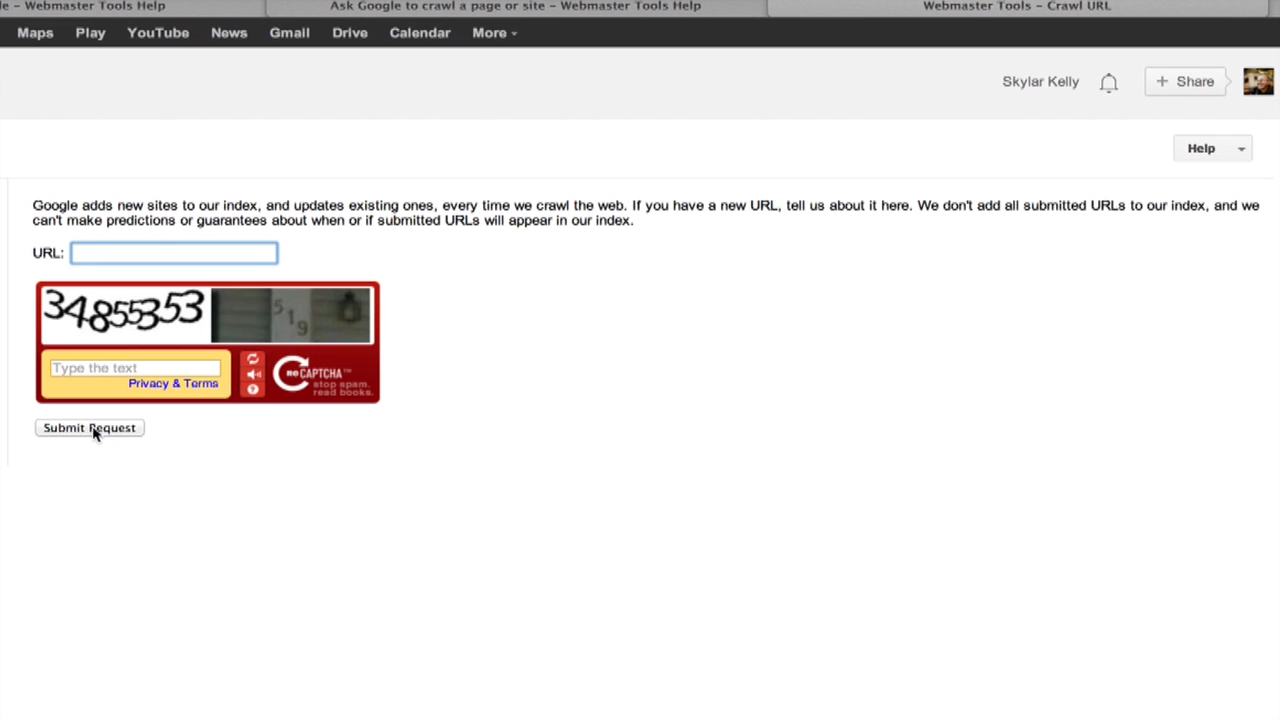 le – Webmaster Tools Help
Ask Google to crawl a page or site – Webmaster Tools Help
Webmaster Tools – Crawl URL
Maps Play YouTube News Gmail Drive Calendar More
Skylar Kelly
+ Share
Help
Google adds new sites to our index, and updates existing ones, every time we crawl the web. If you have a new URL, tell us about it here. We don't add all submitted URLs to our index, and we
can't make predictions or guarantees about when or if submitted URLs will appear in our index.
URL:
34855353
519
Type the text
Privacy & Terms
reCAPTCHA™
stop spam.
read books.
Submit Request